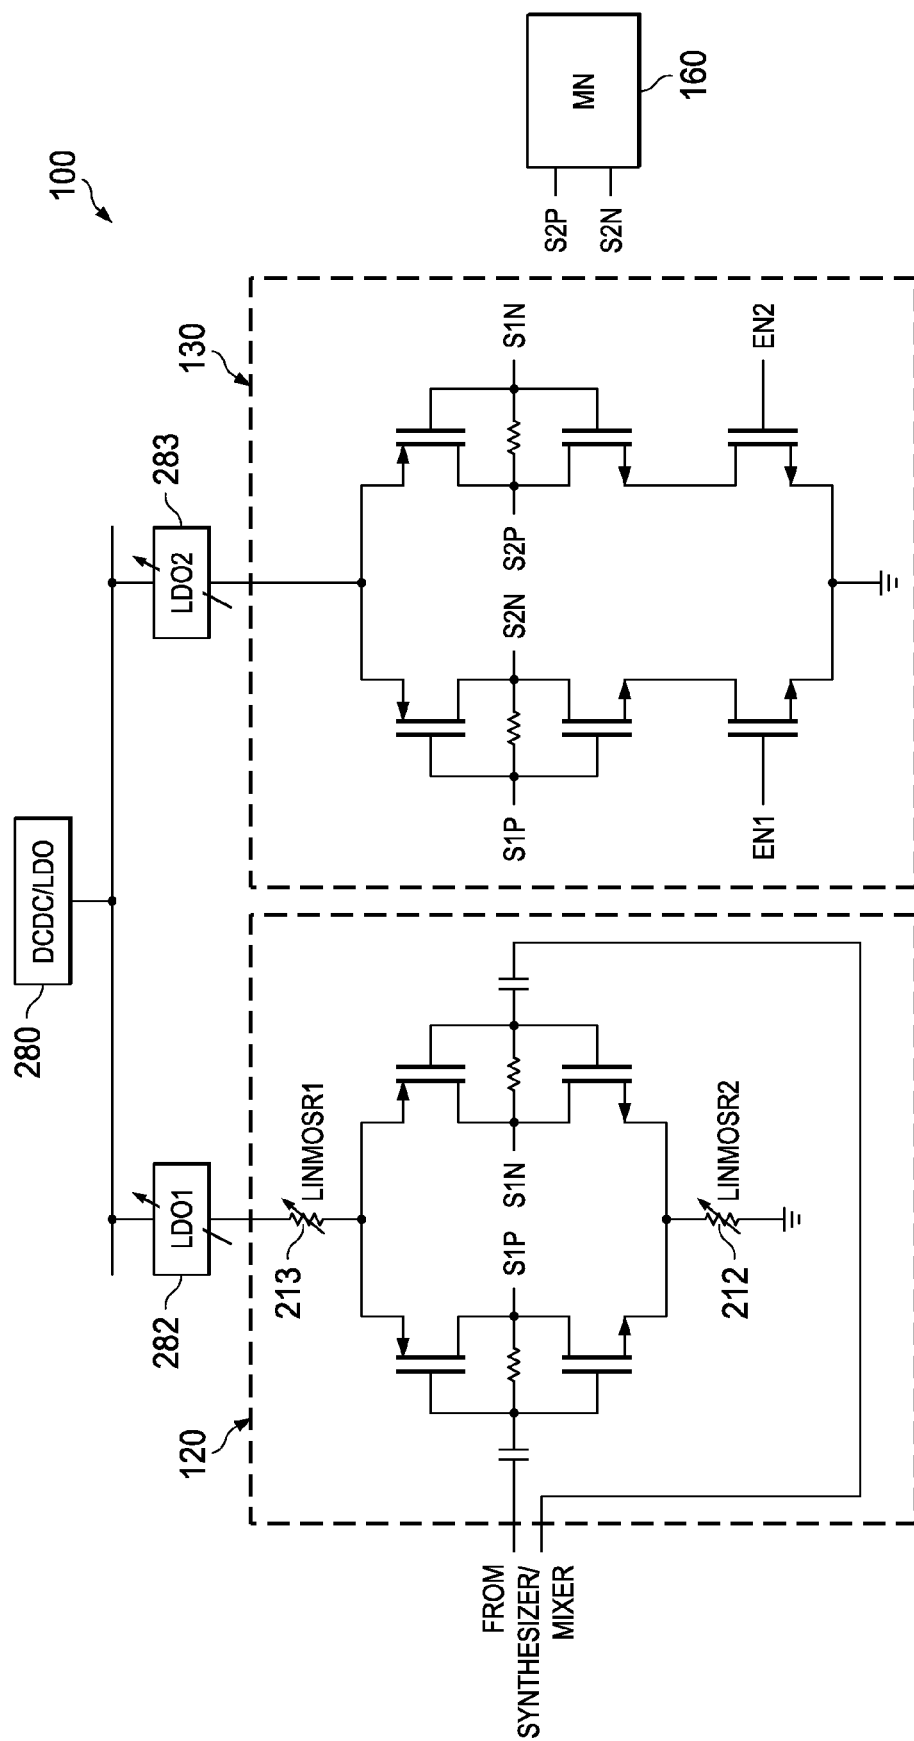 100
280
DCDC/LDO
282
LDO1
LDO2
283
120
130
213
LINMOSR1
FROM
SYNTHESIZER/
MIXER
S1P
S1N
S1P
S2N
S2P
S1N
S2P
S2N
MN
160
212
LINMOSR2
EN1
EN2